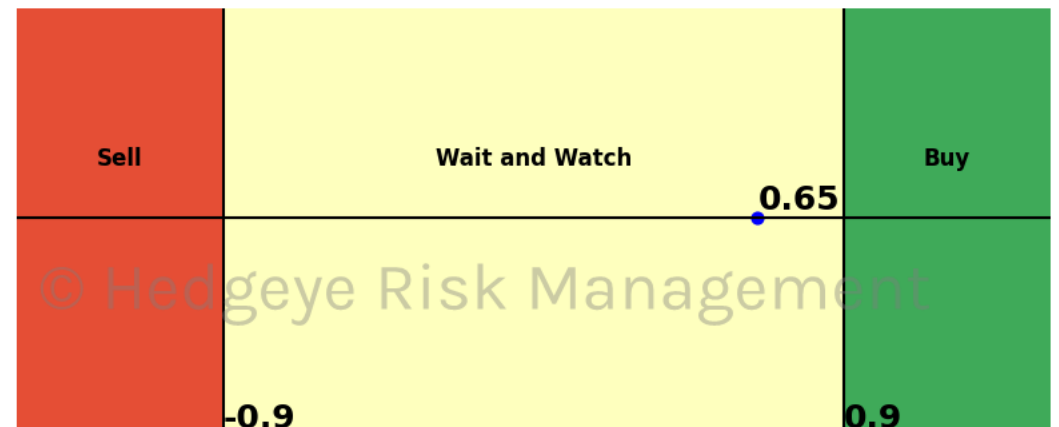 Sell
Wait and Watch
Buy
0.65
© Hedgeye Risk Management
-0.9
0.9